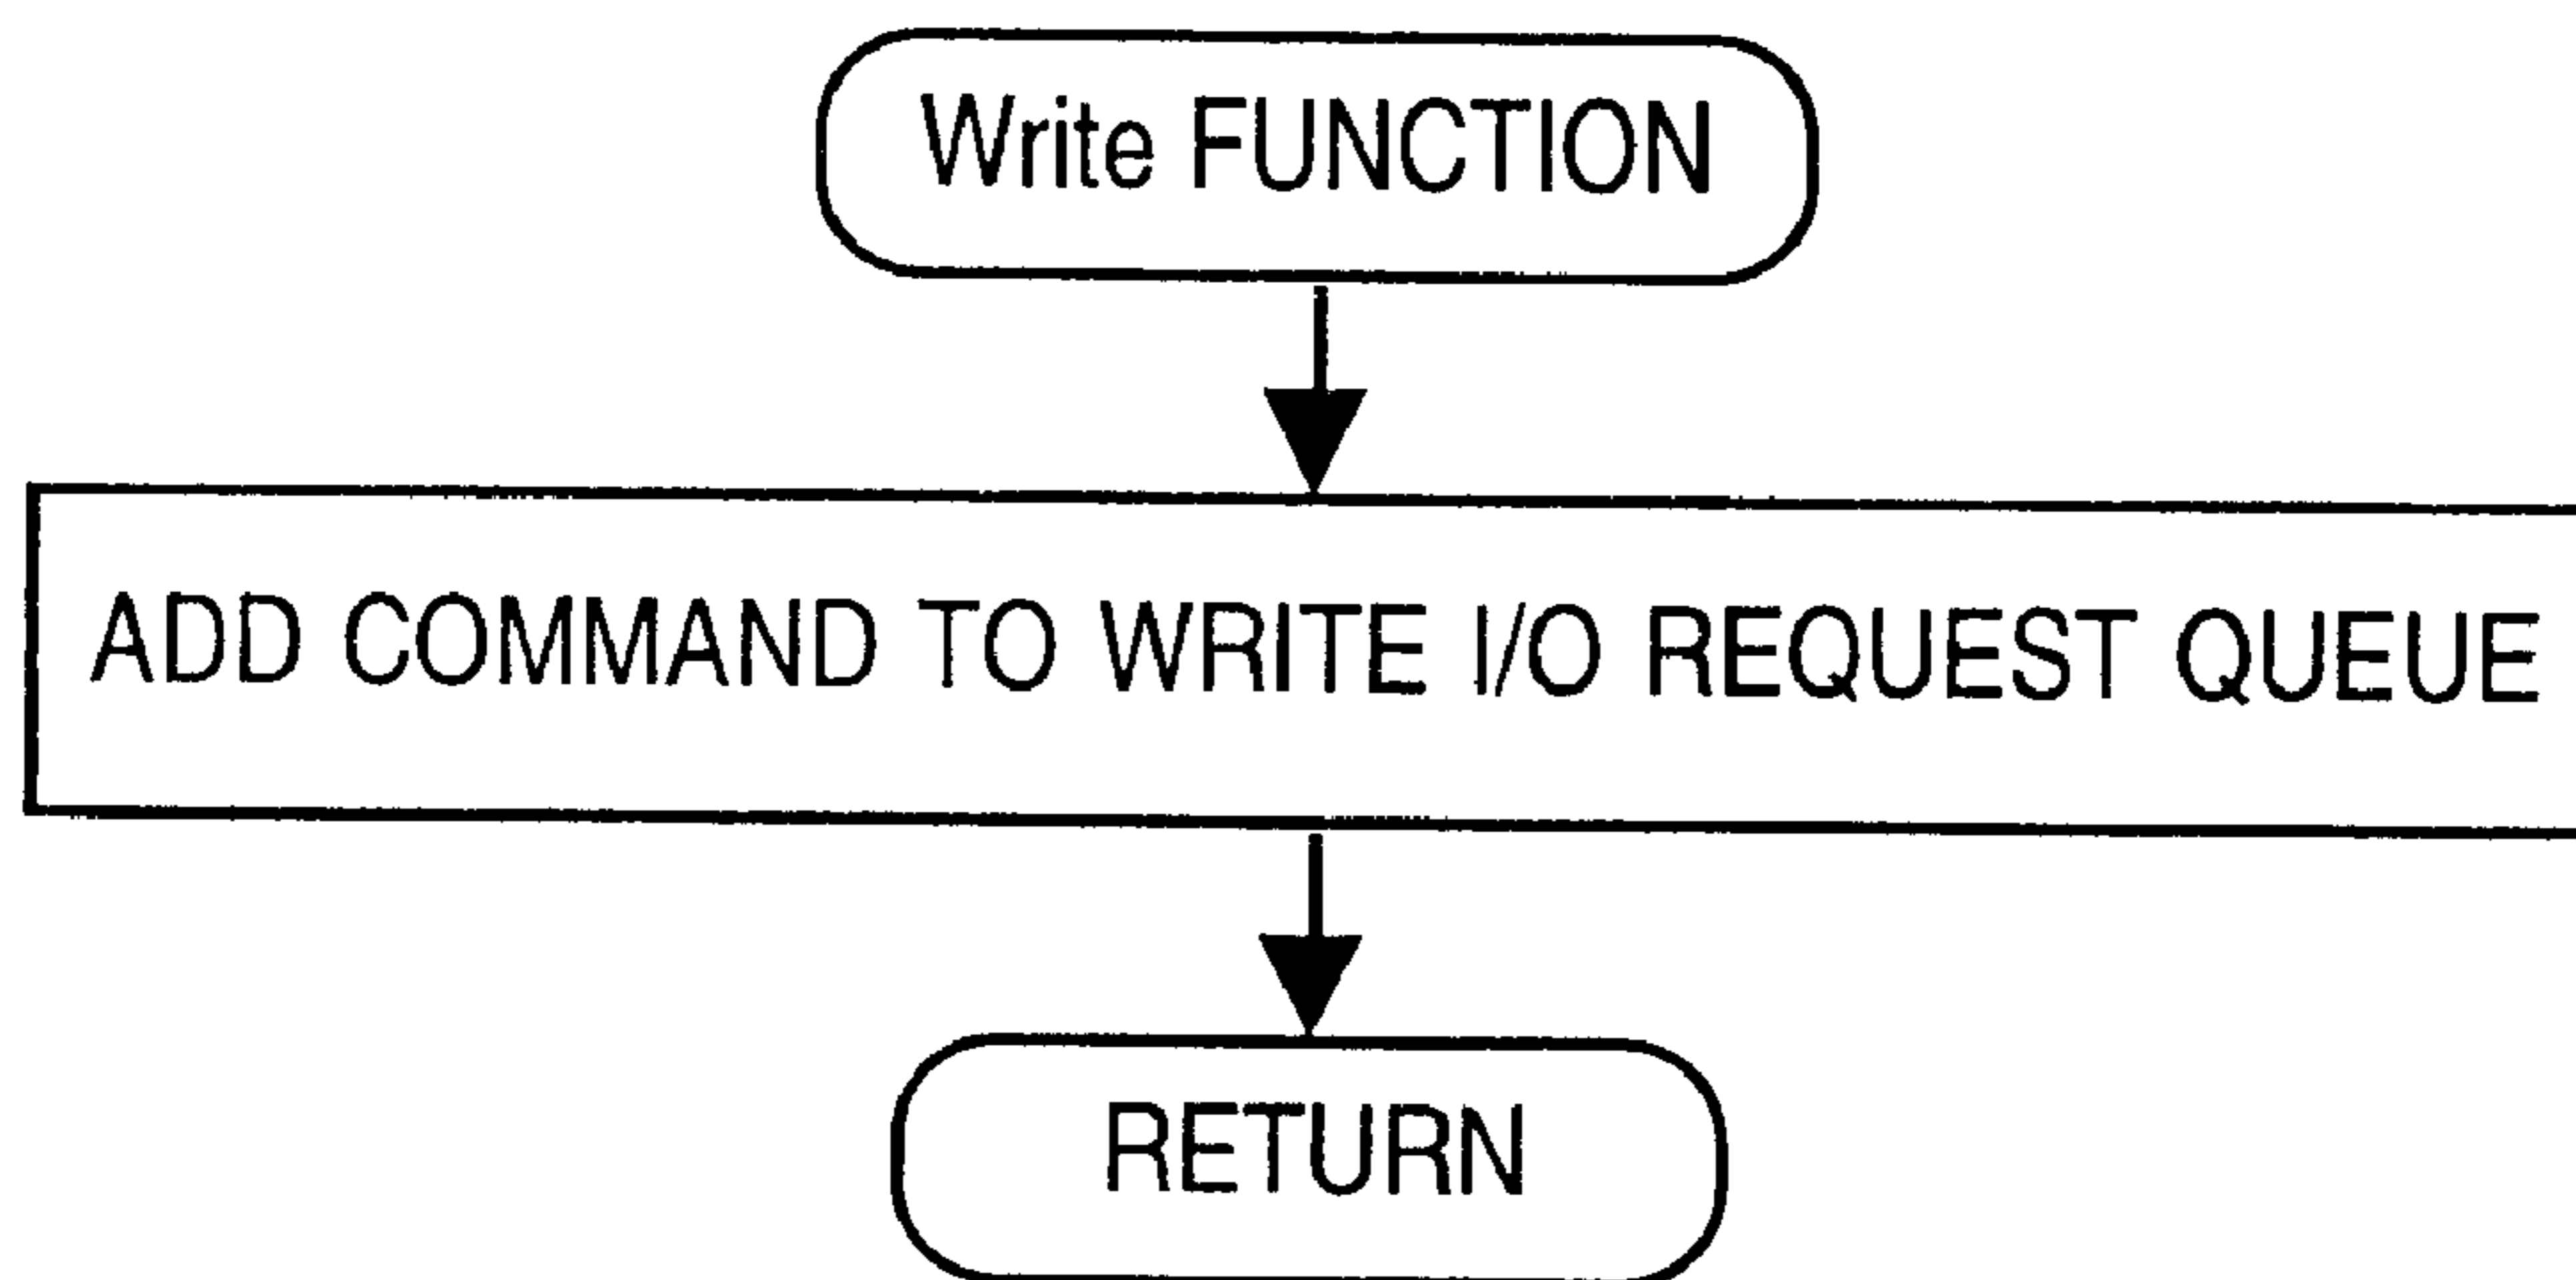 Write FUNCTION
ADD COMMAND TO WRITE I/O REQUEST QUEUE
RETURN